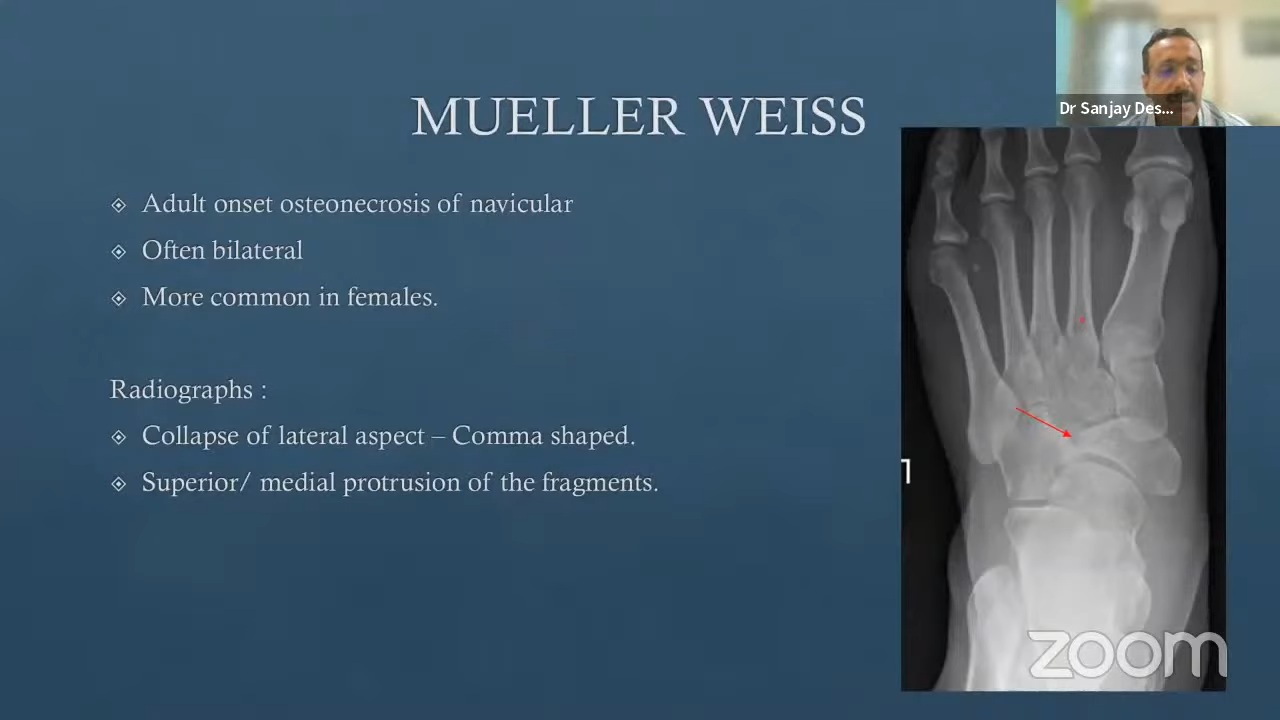 Dr Sanjay Des...
MUELLER WEISS
Adult onset osteonecrosis of navicular
Often bilateral
More common in females.
Radiographs :
Collapse of lateral aspect – Comma shaped.
Superior/ medial protrusion of the fragments.
zoom